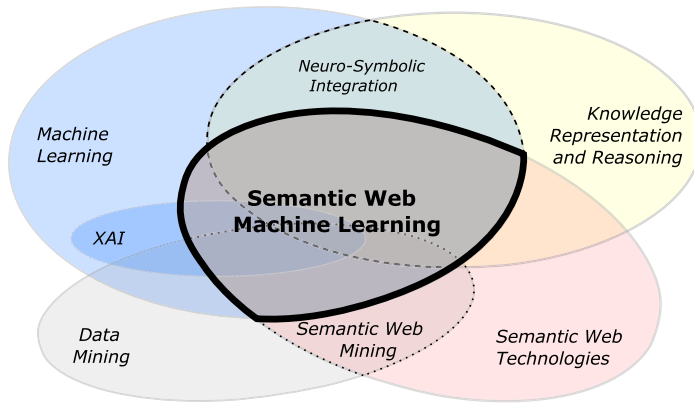 Neuro-Symbolic
Integration
Machine
Learning
Knowledge
Representation
and Reasoning
Semantic Web
Machine Learning
XAI
Data
Mining
Semantic Web
Mining
Semantic Web
Technologies